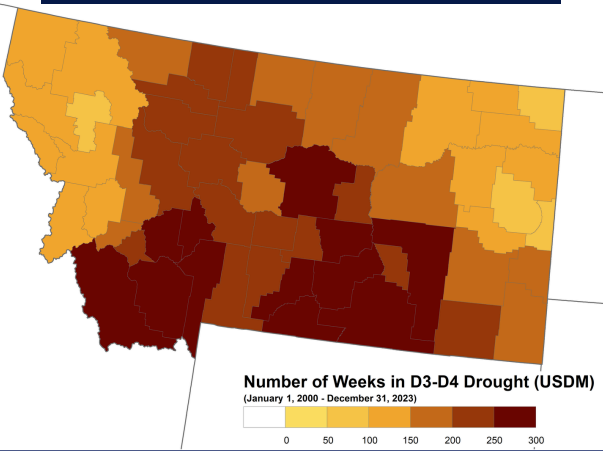 Number of Weeks in D3-D4 Drought (USDM)
(January 1, 2000 - December 31, 2023)
0 50 100 150 200 250 300